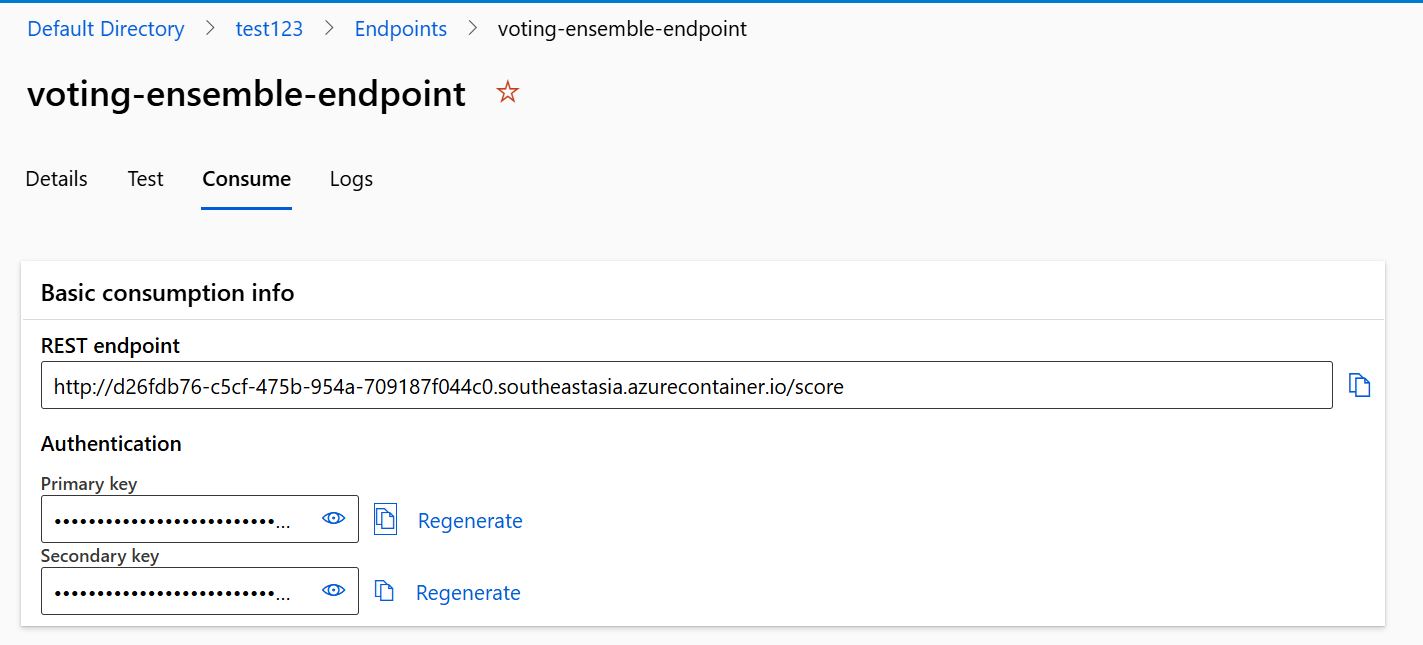 Default Directory > test123 > Endpoints > voting-ensemble-endpoint
voting-ensemble-endpoint
Details Test Consume Logs
Basic consumption info
REST endpoint
http://d26fdb76-c5cf-475b-954a-709187f044c0.southeastasia.azurecontainer.io/score
Authentication
Primary key
••••••••••••••••••••••••••... Regenerate
Secondary key
••••••••••••••••••••••••••... Regenerate